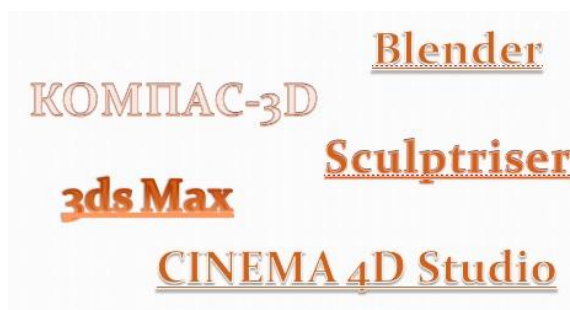 Blender
КОМПАС-3D
Sculptriser
3ds Max
CINEMA 4D Studio